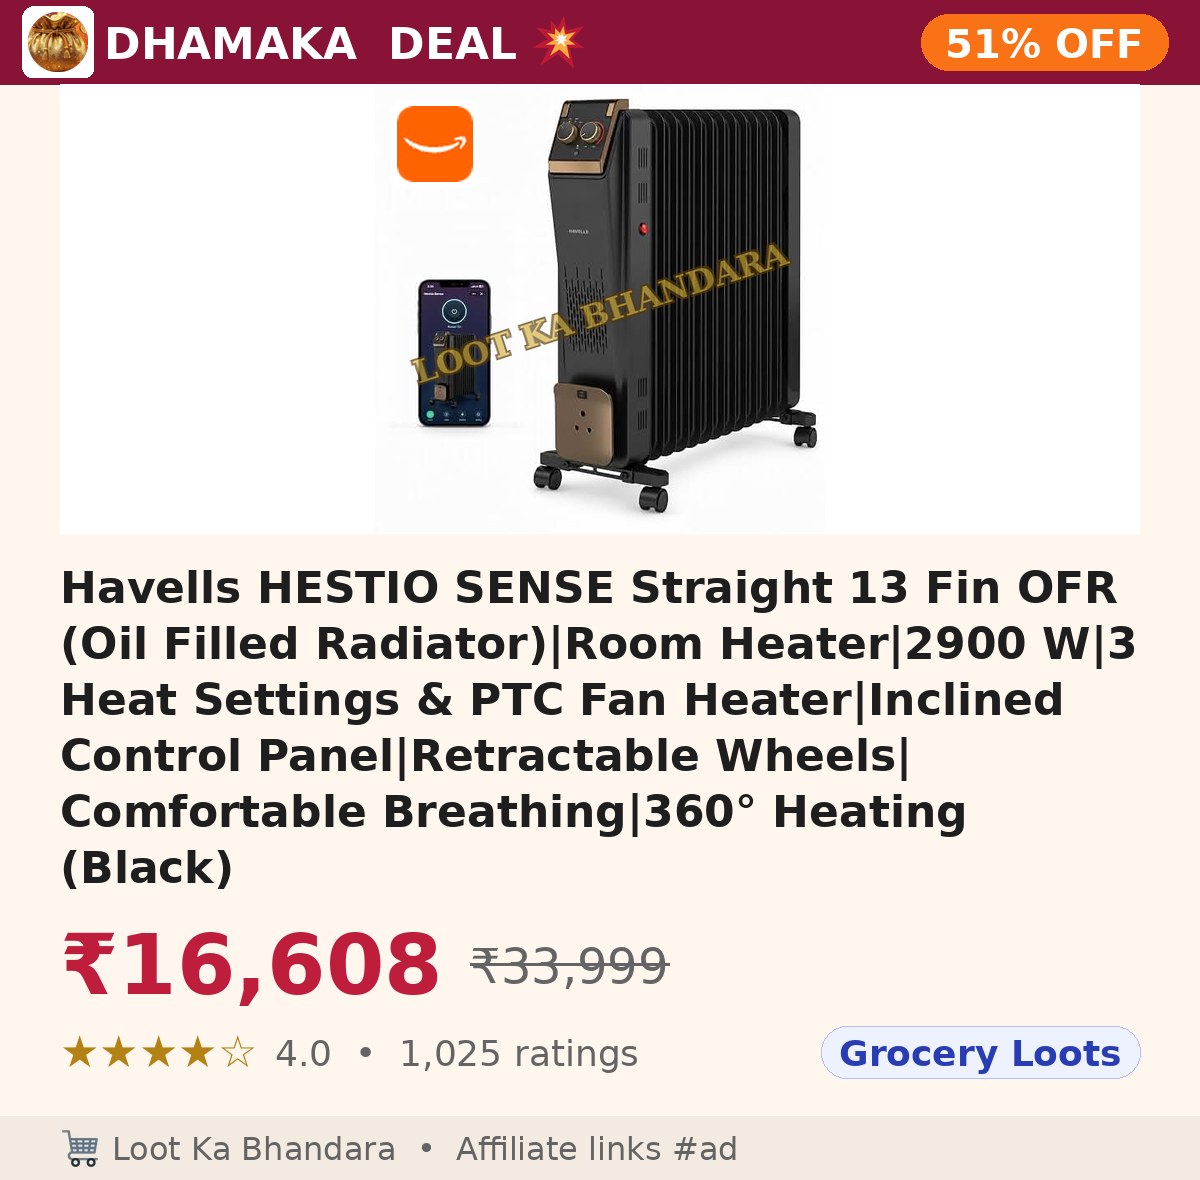 DHAMAKA DEAL 💥
51% OFF
HAVELLS
LOOT KA BHANDARA
Havells HESTIO SENSE Straight 13 Fin OFR
(Oil Filled Radiator)|Room Heater|2900 W|3
Heat Settings & PTC Fan Heater|Inclined
Control Panel|Retractable Wheels|
Comfortable Breathing|360° Heating
(Black)
₹16,608 ₹33,999
★★★★☆ 4.0 • 1,025 ratings
Grocery Loots
🛒 Loot Ka Bhandara • Affiliate links #ad